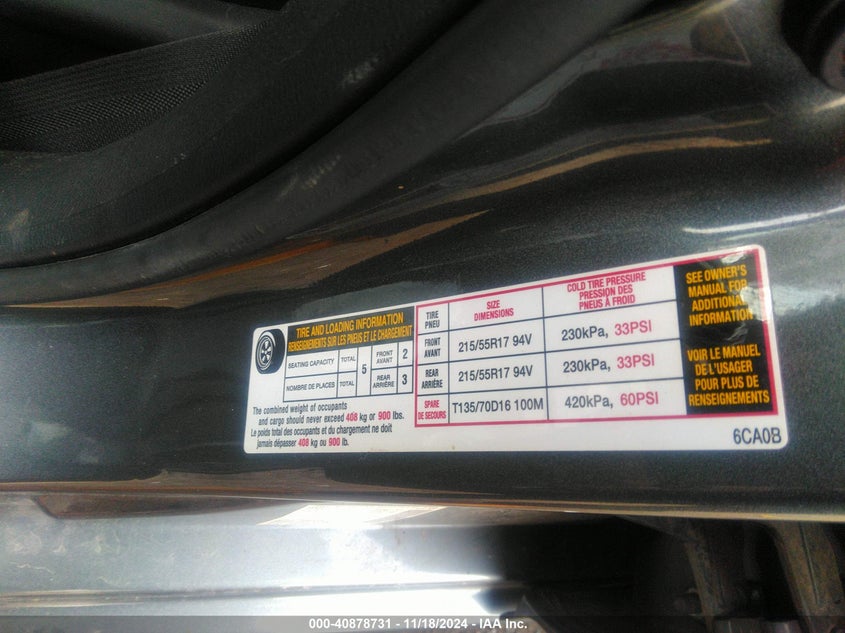 TIRE AND LOADING INFORMATION
RENSEIGNEMENTS SUR LES PNEUS ET LE CHARGEMENT
SEATING CAPACITY TOTAL 5 FRONT AVANT 2
NOMBRE DE PLACES TOTAL REAR ARRIÈRE 3
The combined weight of occupants
and cargo should never exceed 408 kg or 900 lbs.
Le poids total des occupants et du chargement ne doit
jamais dépasser 408 kg ou 900 lb.
TIRE PNEU
SIZE
DIMENSIONS
COLD TIRE PRESSURE
PRESSION DES
PNEUS À FROID
FRONT AVANT 215/55R17 94V 230kPa, 33PSI
REAR ARRIÈRE 215/55R17 94V 230kPa, 33PSI
SPARE DE SECOURS T135/70D16 100M 420kPa, 60PSI
SEE OWNER'S
MANUAL FOR
ADDITIONAL
INFORMATION
VOIR LE MANUEL
DE L'USAGER
POUR PLUS DE
RENSEIGNEMENTS
6CA0B
000-40878731 - 11/18/2024 - IAA Inc.